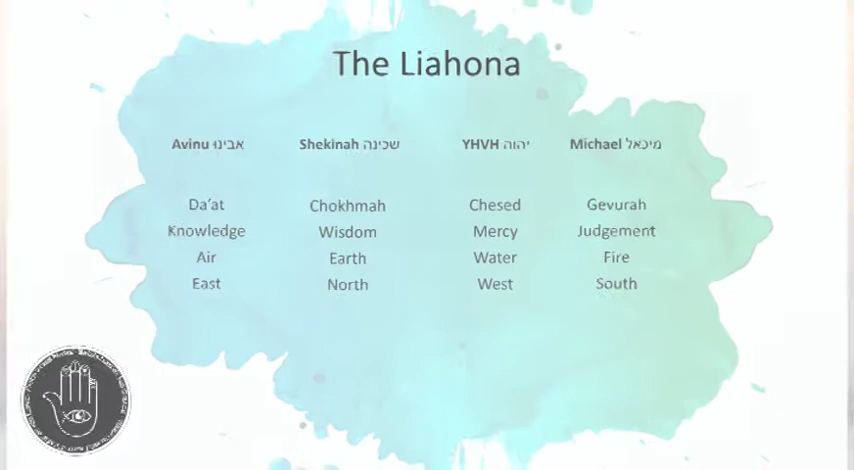 The Liahona
Avinu אבינו Shekinah שכינה YHVH יהוה Michael מיכאל
Da'at Chokhmah Chesed Gevurah
Knowledge Wisdom Mercy Judgement
Air Earth Water Fire
East North West South